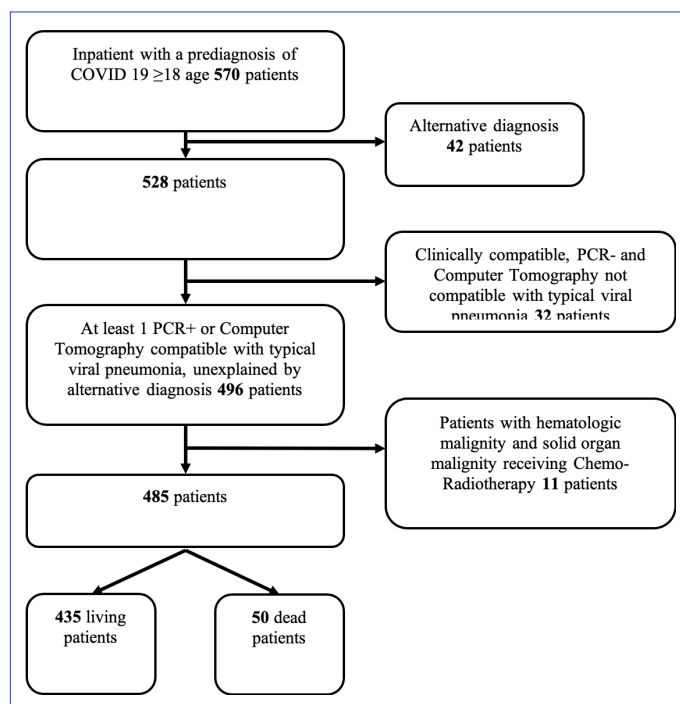 Inpatient with a prediagnosis of
COVID 19 ≥18 age 570 patients
Alternative diagnosis
42 patients
528 patients
Clinically compatible, PCR- and
Computer Tomography not
compatible with typical viral
pneumonia 32 patients
At least 1 PCR+ or Computer
Tomography compatible with typical
viral pneumonia, unexplained by
alternative diagnosis 496 patients
Patients with hematologic
malignity and solid organ
malignity receiving Chemo-
Radiotherapy 11 patients
485 patients
435 living
patients
50 dead
patients